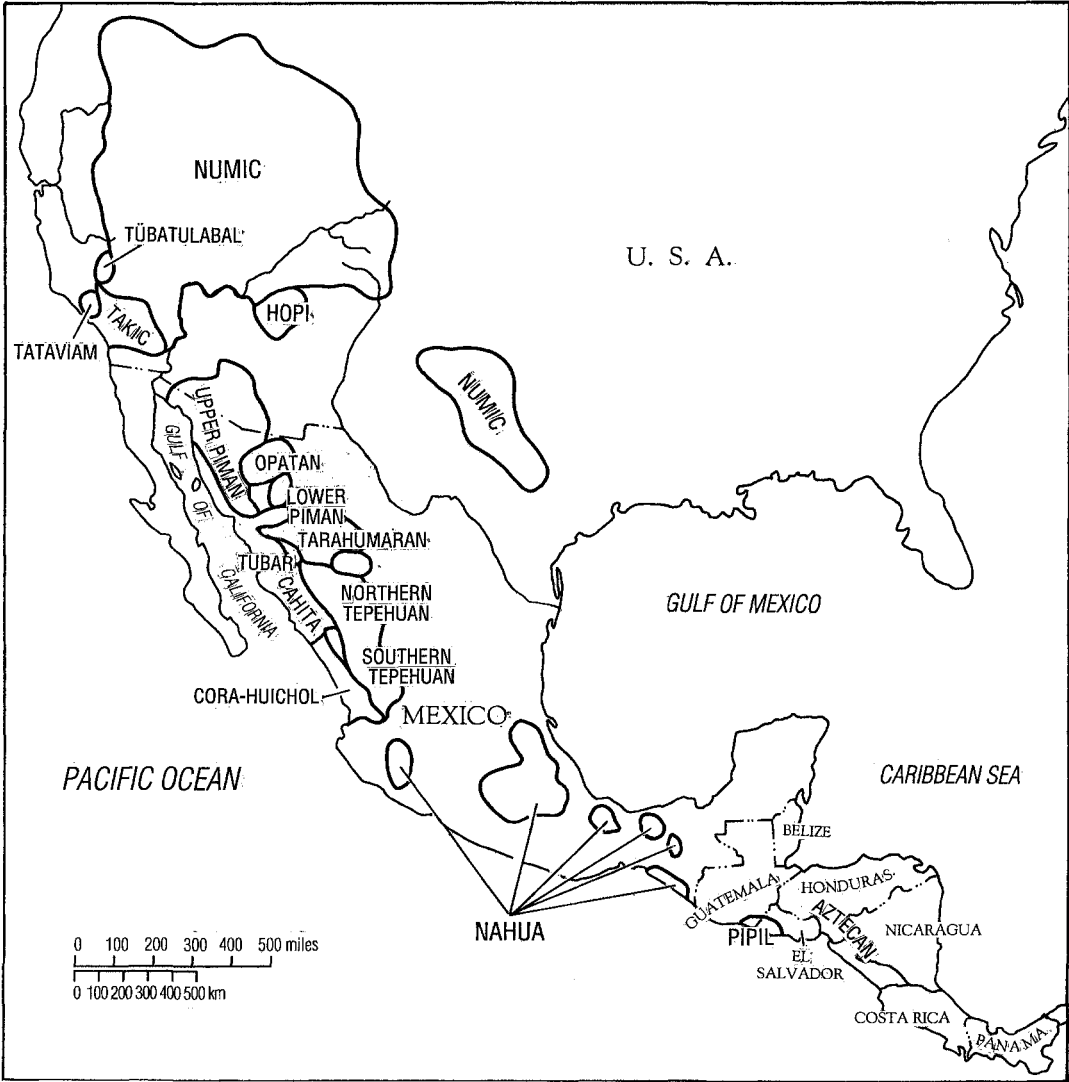 NUMIC
TÜBATULABAL
U. S. A.
HOPI
TAKIC
TATAVIAM
NUMIC
UPPER PIMAN
GULF OF CALIFORNIA
OPATAN
LOWER
PIMAN
TARAHUMARAN
TUBAR
CAHITA
NORTHERN
TEPEHUAN
GULF OF MEXICO
SOUTHERN
TEPEHUAN
CORA-HUICHOL
MEXICO
PACIFIC OCEAN
CARIBBEAN SEA
BELIZE
GUATEMALA
HONDURAS
AZTECAN
NICARAGUA
NAHUA
PIPIL
EL
SALVADOR
COSTA RICA
PANAMA
0 100 200 300 400 500 miles
0 100 200 300 400 500 km